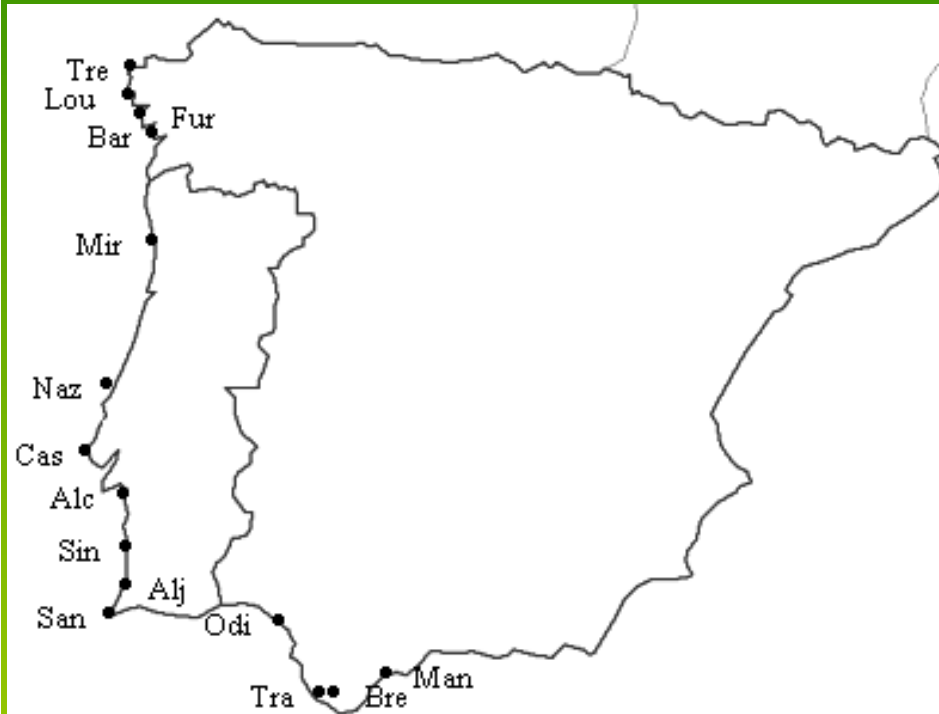 Tre
Lou
Fur
Bar
Mir
Naz
Cas
Alc
Sin
Alj
San
Odi
Man
Tra
Bre